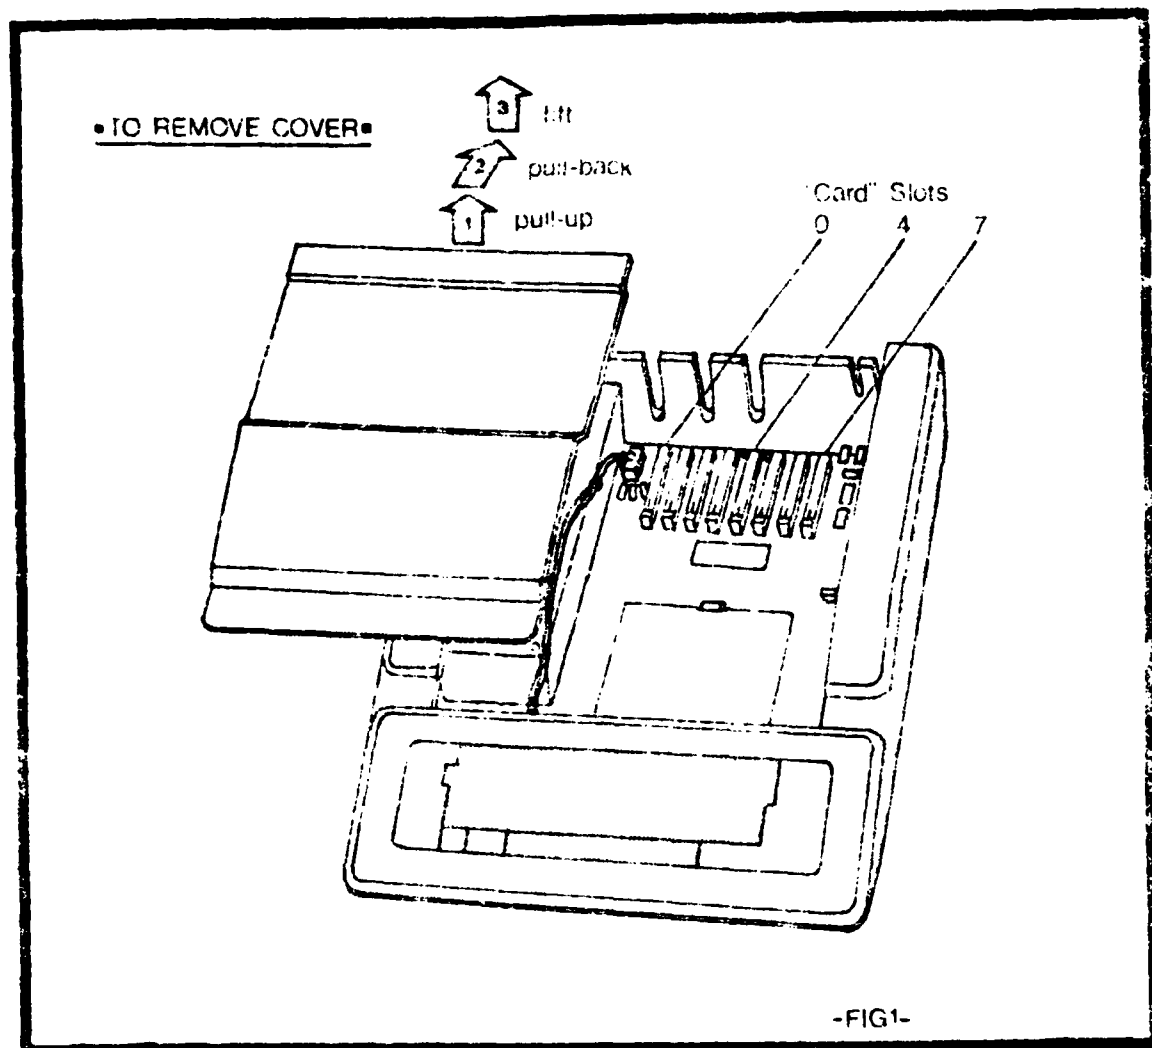 ▪TO REMOVE COVER▪
3 lift
2 pull-back
1 pull-up
"Card" Slots
0 4 7
-FIG1-